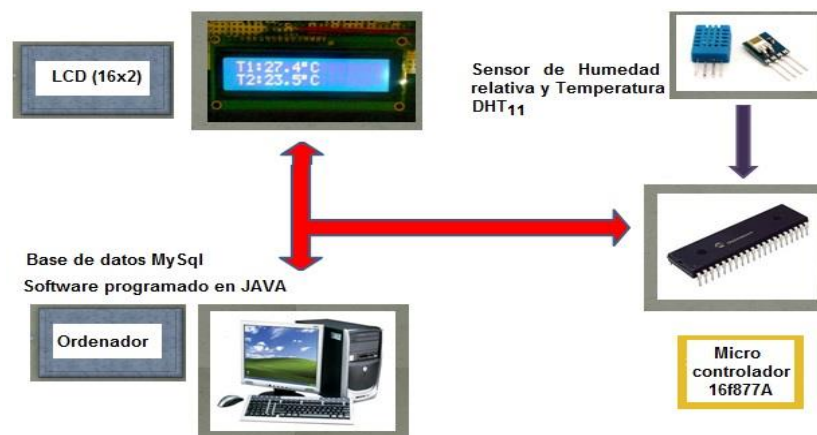 LCD (16x2)
T1:27.4°C
T2:23.5°C
Sensor de Humedad
relativa y Temperatura
DHT11
Base de datos MySql
Software programado en JAVA
Ordenador
Micro
controlador
16f877A